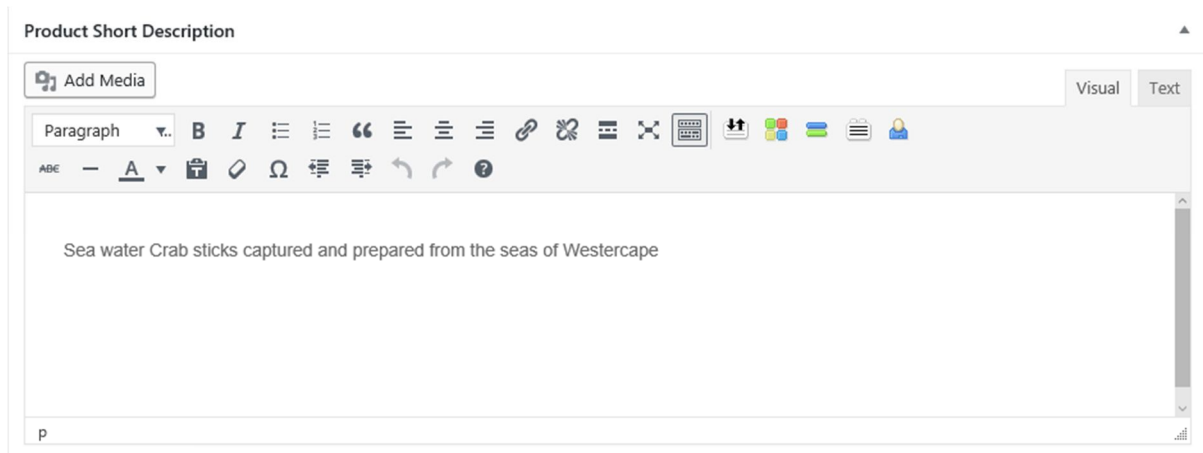 Product Short Description
Add Media
Visual Text
Paragraph B I
ABC A Ω
Sea water Crab sticks captured and prepared from the seas of Westercape
p